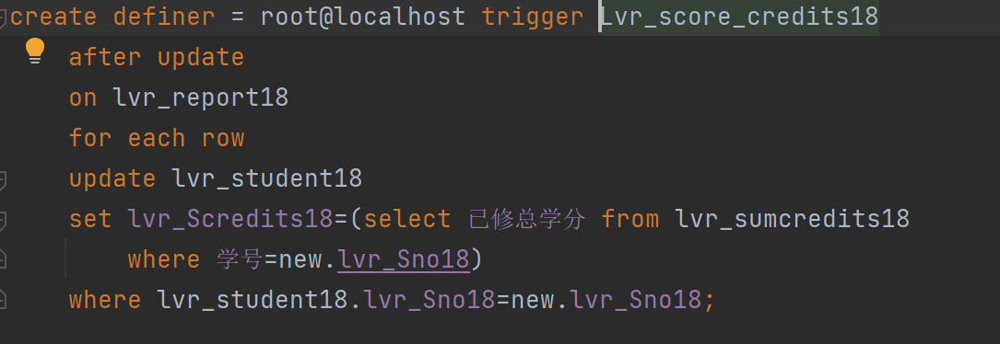 create definer = root@localhost trigger lvr_score_credits18
after update
on lvr_report18
for each row
update lvr_student18
set lvr_Scredits18=(select 已修总学分 from lvr_sumcredits18
where 学号=new.lvr_Sno18)
where lvr_student18.lvr_Sno18=new.lvr_Sno18;